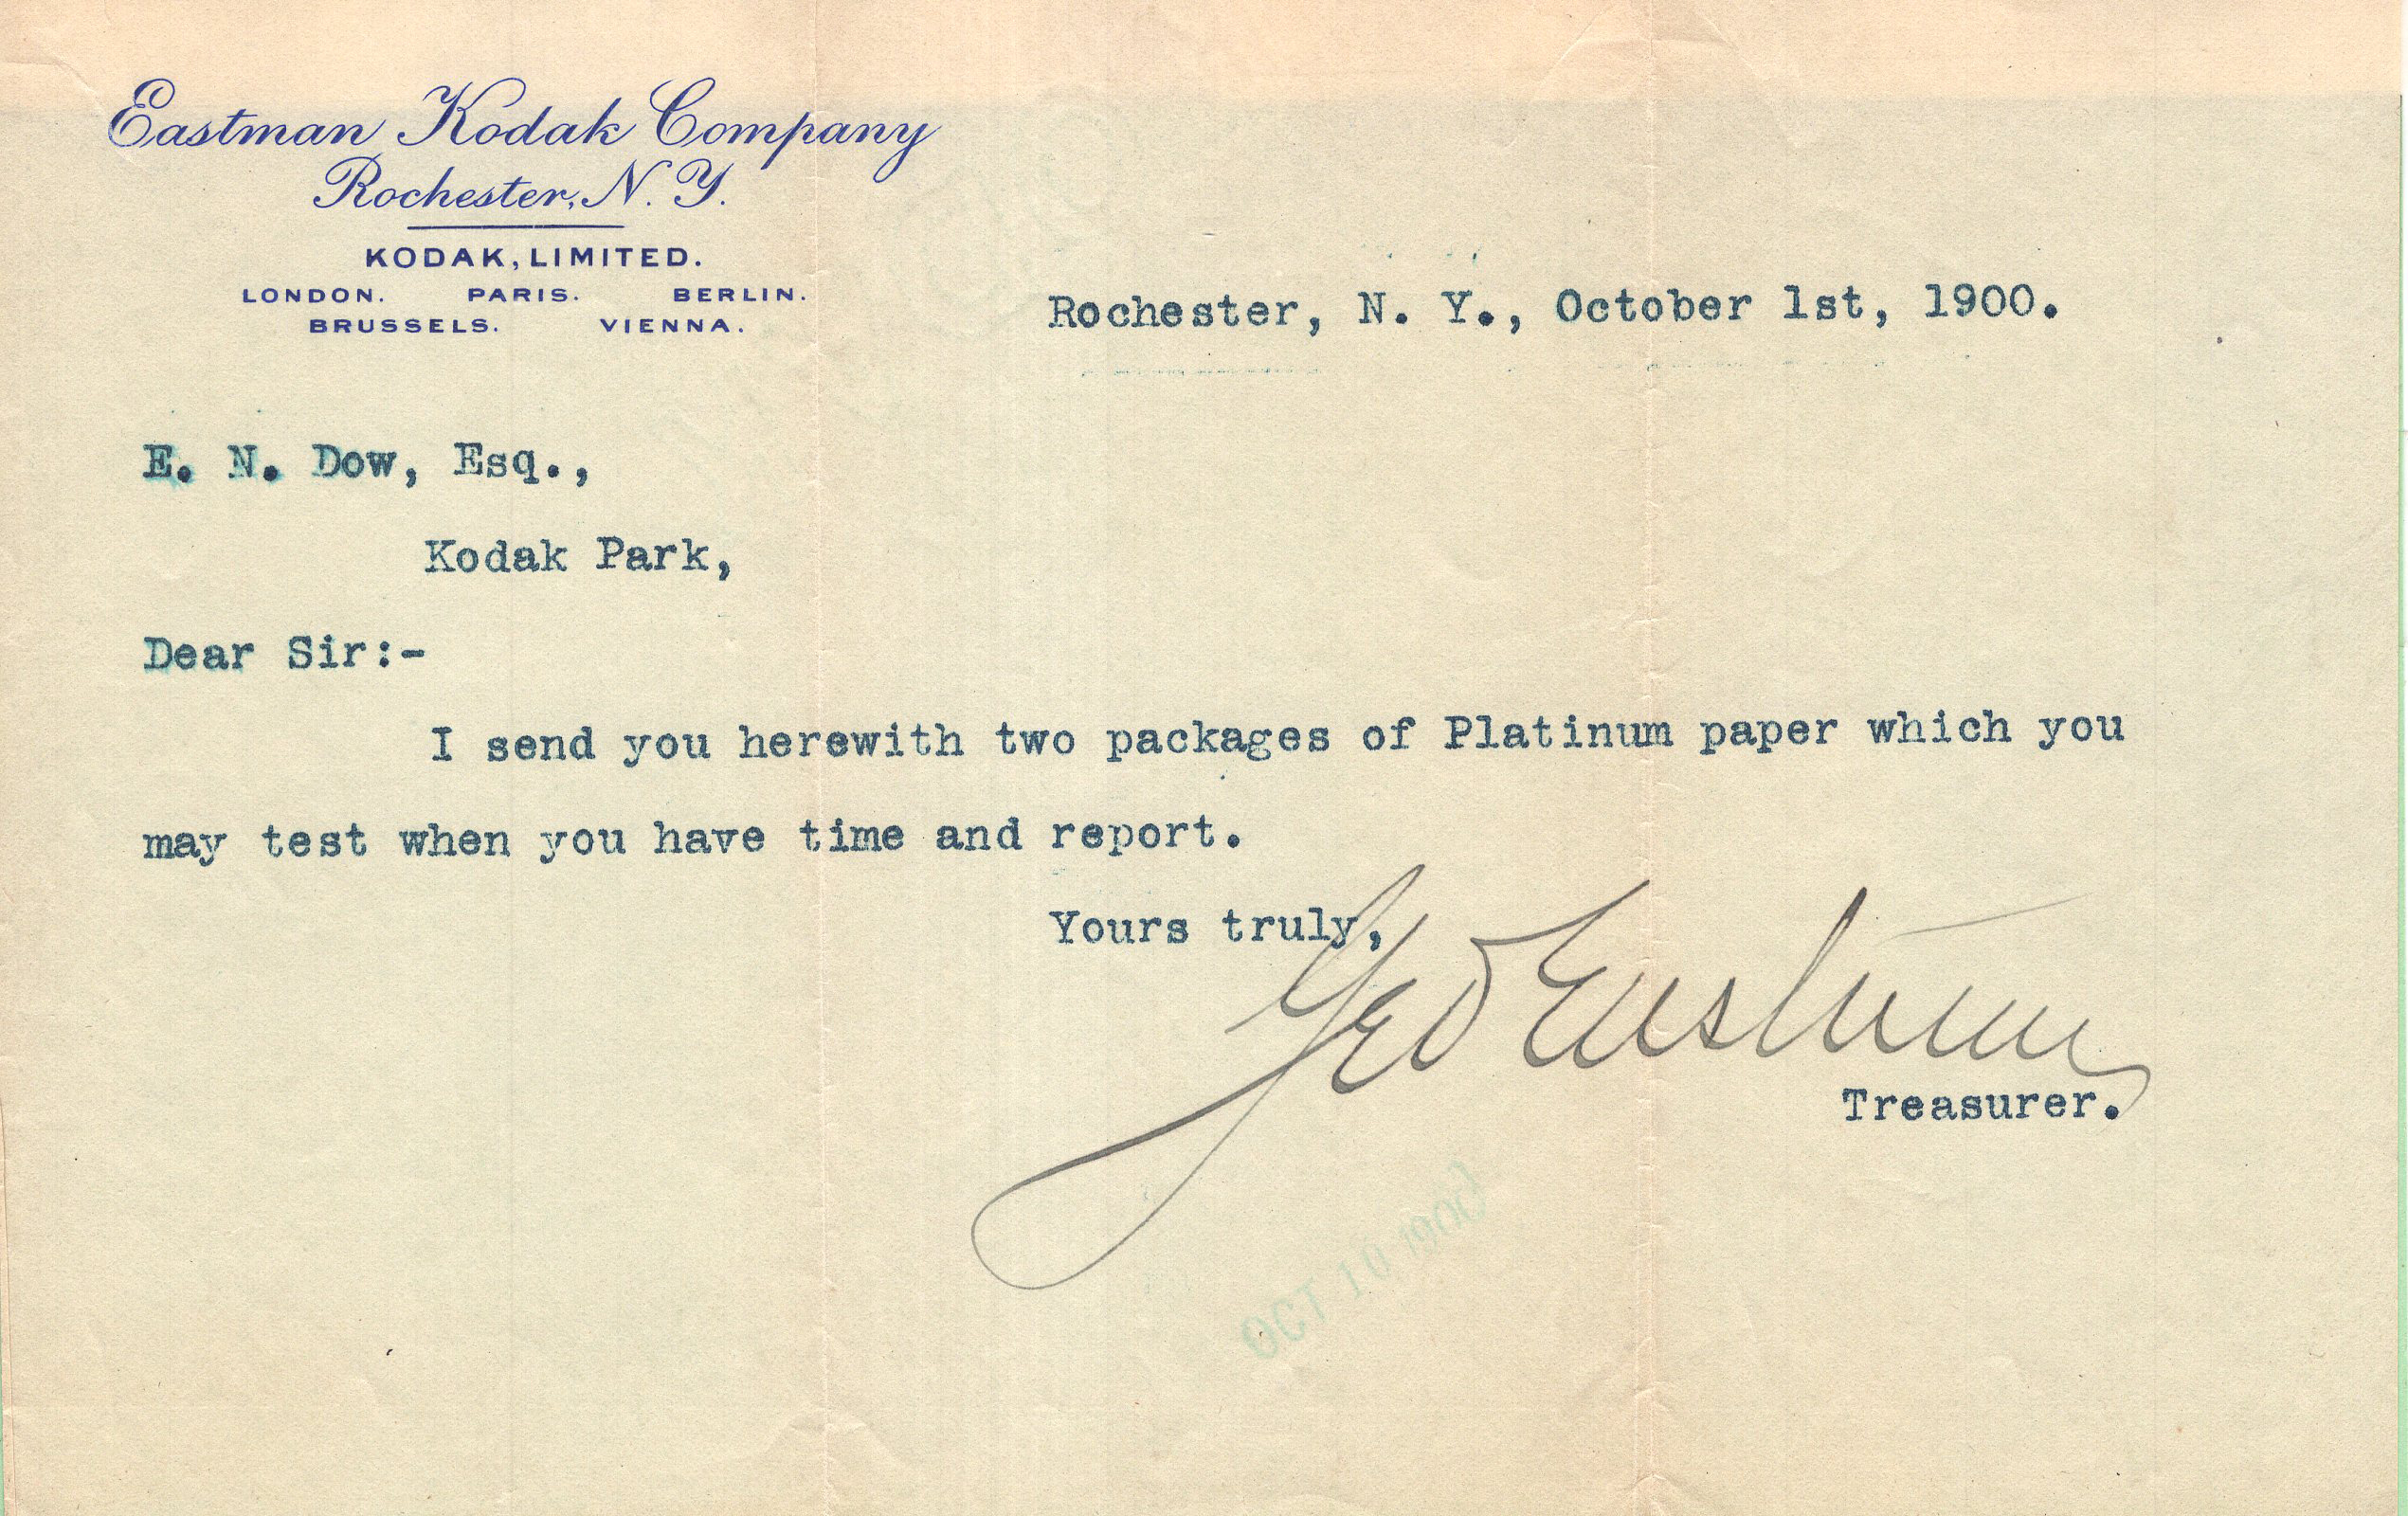 Eastman Kodak Company
Rochester, N. Y.
KODAK, LIMITED.
LONDON. PARIS. BERLIN.
BRUSSELS. VIENNA.
Rochester, N. Y., October 1st, 1900.
E. N. Dow, Esq.,
Kodak Park,
Dear Sir:-
I send you herewith two packages of Platinum paper which you
may test when you have time and report.
Yours truly,
Geo Eastman
Treasurer.
OCT 10 1900